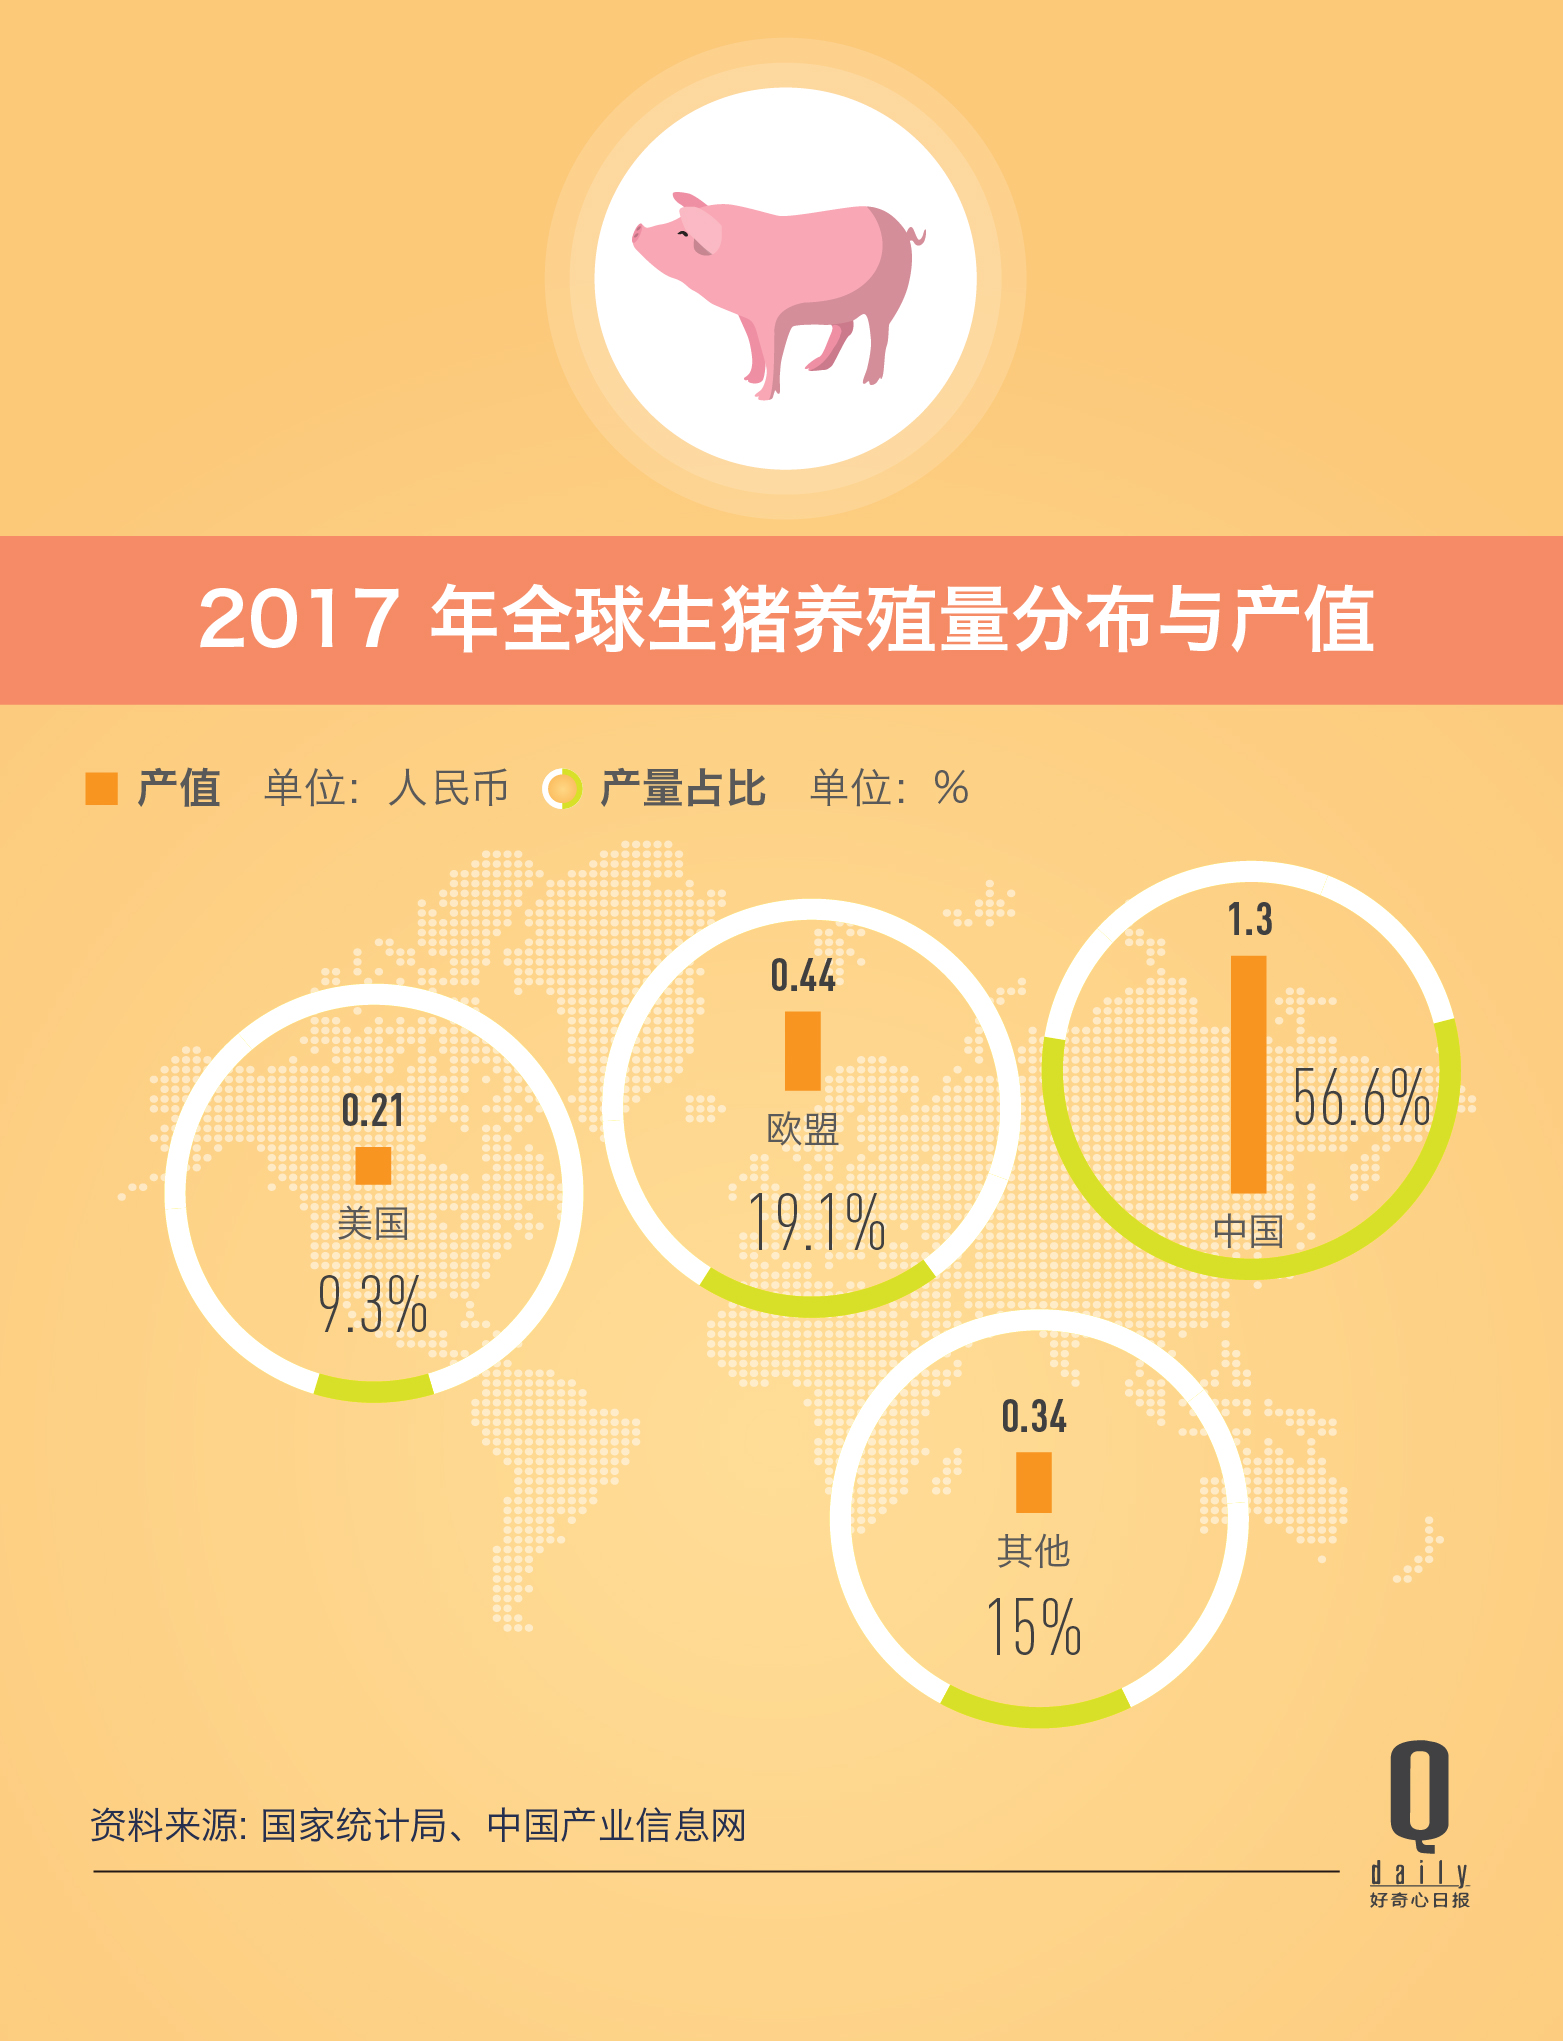 2017 年全球生猪养殖量分布与产值
产值 单位：人民币 产量占比 单位：%
1.3
56.6%
中国
0.44
欧盟
19.1%
0.21
美国
9.3%
0.34
其他
15%
资料来源: 国家统计局、中国产业信息网
Q
daily
好奇心日报